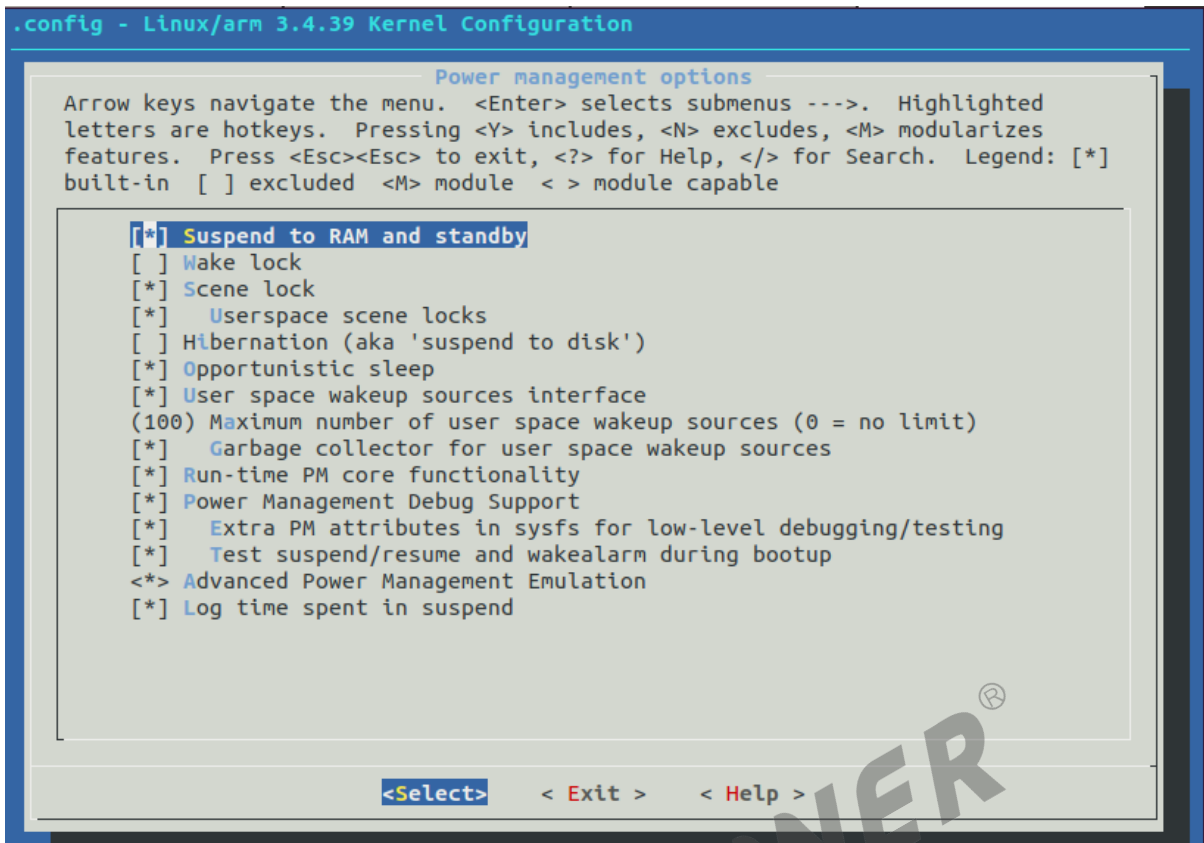 .config - Linux/arm 3.4.39 Kernel Configuration
Power management options
Arrow keys navigate the menu.  <Enter> selects submenus --->.  Highlighted
letters are hotkeys.  Pressing <Y> includes, <N> excludes, <M> modularizes
features.  Press <Esc><Esc> to exit, <?> for Help, </> for Search.  Legend: [*]
built-in  [ ] excluded  <M> module  < > module capable
[*] Suspend to RAM and standby
[ ] Wake lock
[*] Scene lock
[*]   Userspace scene locks
[ ] Hibernation (aka 'suspend to disk')
[*] Opportunistic sleep
[*] User space wakeup sources interface
(100) Maximum number of user space wakeup sources (0 = no limit)
[*]   Garbage collector for user space wakeup sources
[*] Run-time PM core functionality
[*] Power Management Debug Support
[*]   Extra PM attributes in sysfs for low-level debugging/testing
[*]   Test suspend/resume and wakealarm during bootup
<*> Advanced Power Management Emulation
[*] Log time spent in suspend
<Select>    < Exit >    < Help >